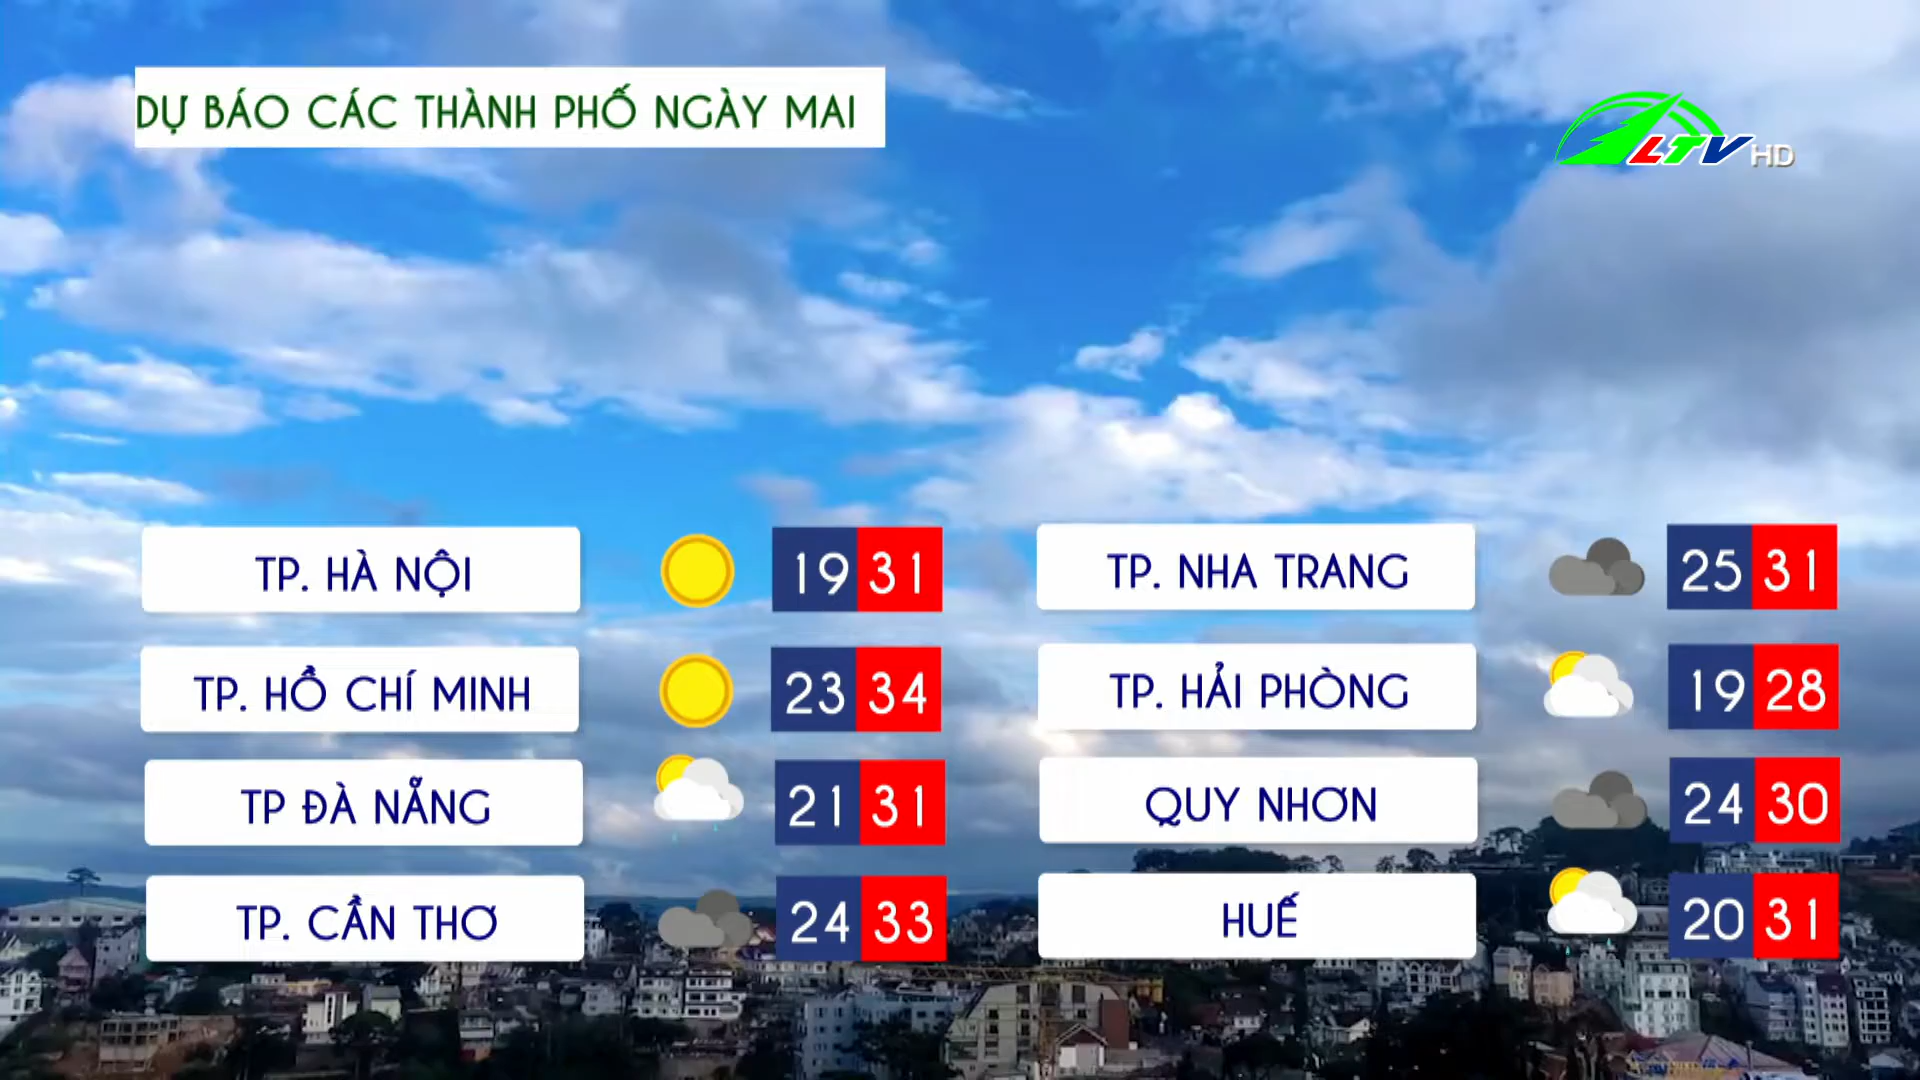 DỰ BÁO CÁC THÀNH PHỐ NGÀY MAI
LTV HD
TP. HÀ NỘI 19 31
TP. HỒ CHÍ MINH 23 34
TP ĐÀ NẴNG 21 31
TP. CẦN THƠ 24 33
TP. NHA TRANG 25 31
TP. HẢI PHÒNG 19 28
QUY NHƠN 24 30
HUẾ 20 31